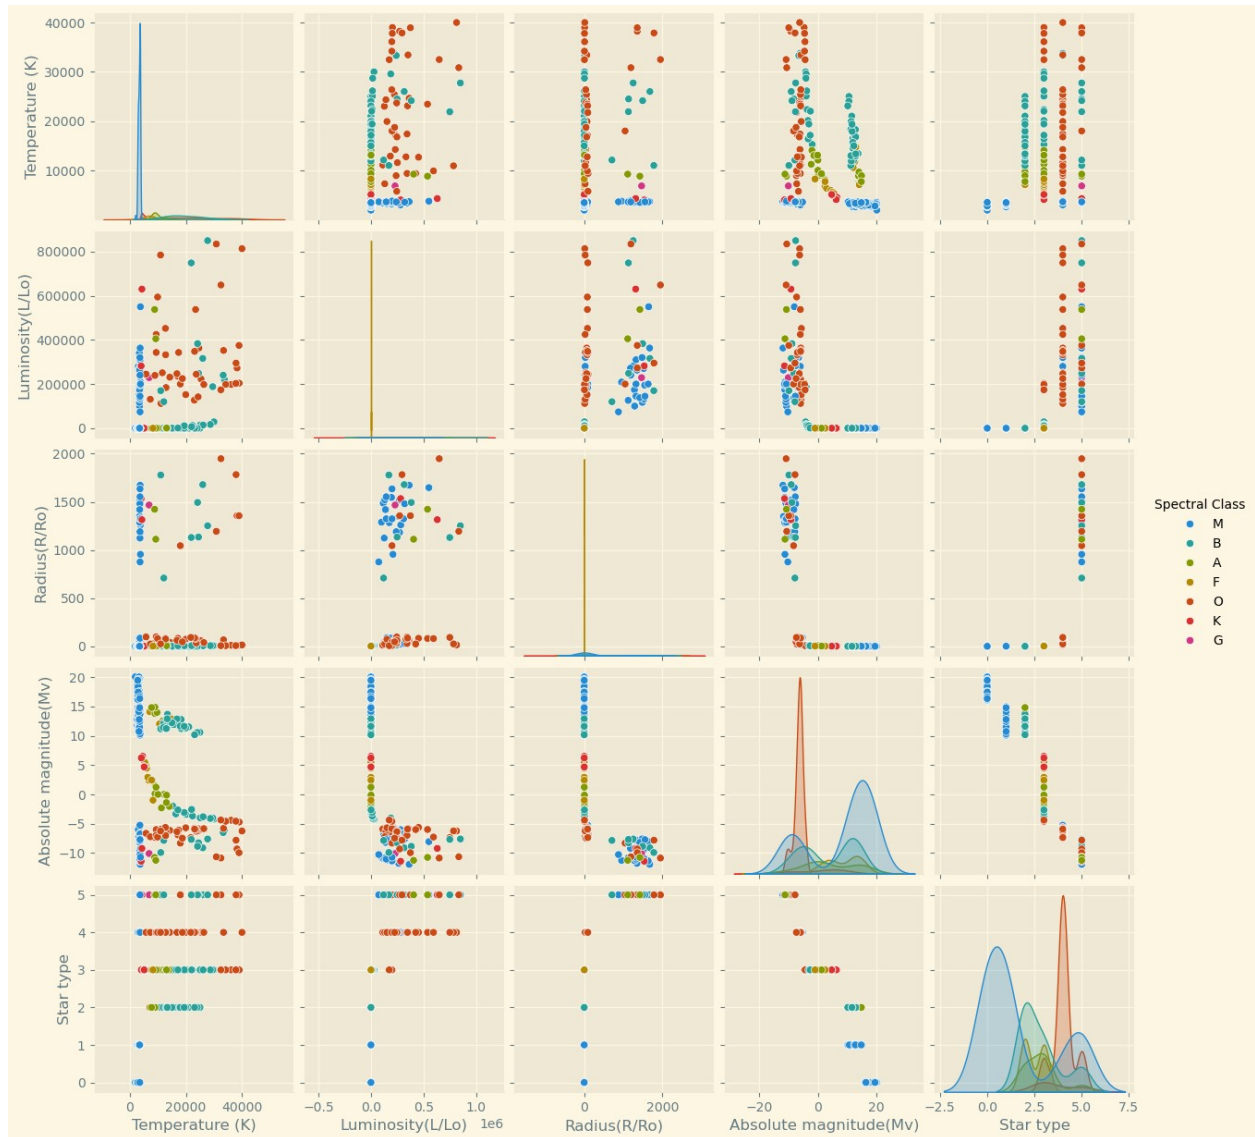 40000
30000
20000
10000
Temperature (K)
800000
600000
400000
200000
0
Luminosity(L/Lo)
2000
1500
1000
500
0
Radius(R/Ro)
Spectral Class
M
B
A
F
O
K
G
20
15
10
5
0
−5
−10
Absolute magnitude(Mv)
5
4
3
2
1
0
Star type
0 20000 40000
Temperature (K)
−0.5 0.0 0.5 1.0
1e6
Luminosity(L/Lo)
0 2000
Radius(R/Ro)
−20 0 20
Absolute magnitude(Mv)
−2.5 0.0 2.5 5.0 7.5
Star type